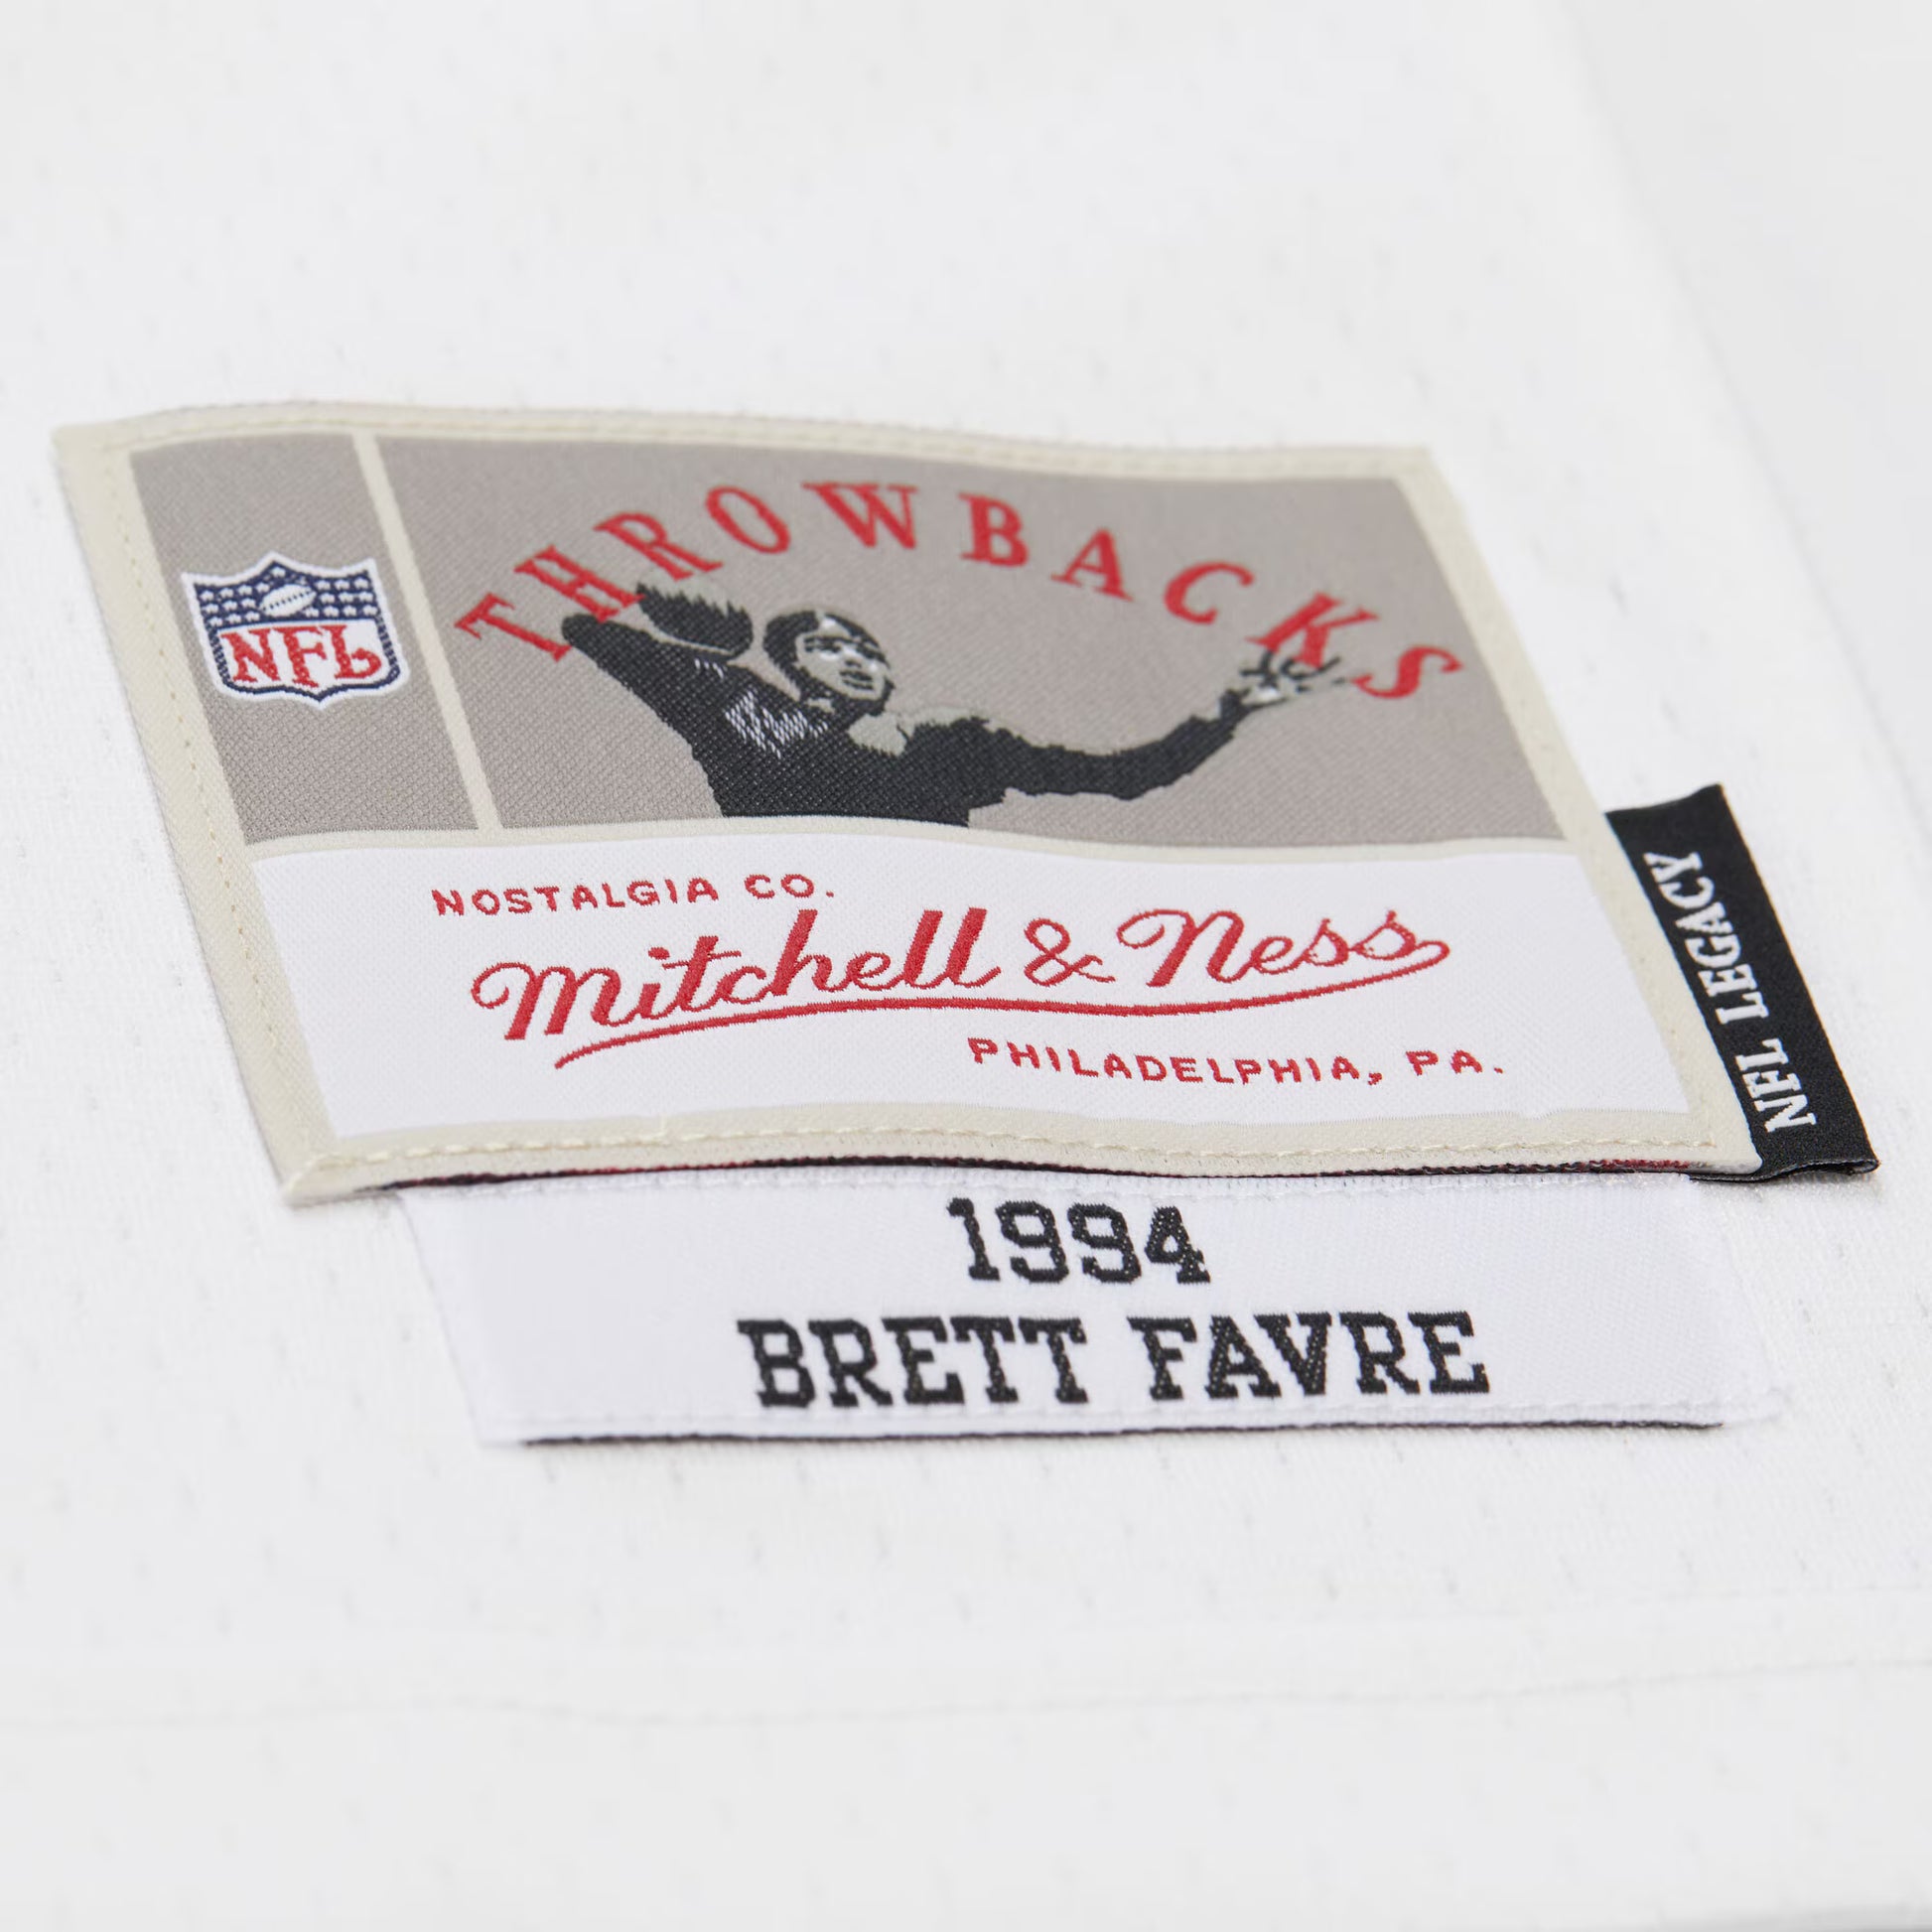 THROWBACKS
NFL
NOSTALGIA CO.
Mitchell & Ness
PHILADELPHIA, PA.
NFL LEGACY
1994
BRETT FAVRE